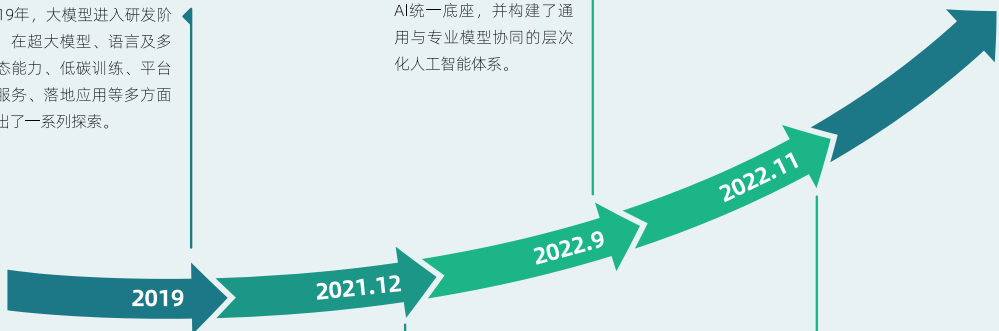 19年，大模型进入研发阶
在超大模型、语言及多
态能力、低碳训练、平台
服务、落地应用等多方面
出了一系列探索。
AI统一底座，并构建了通
用与专业模型协同的层次
化人工智能体系。
2019
2021.12
2022.9
2022.11